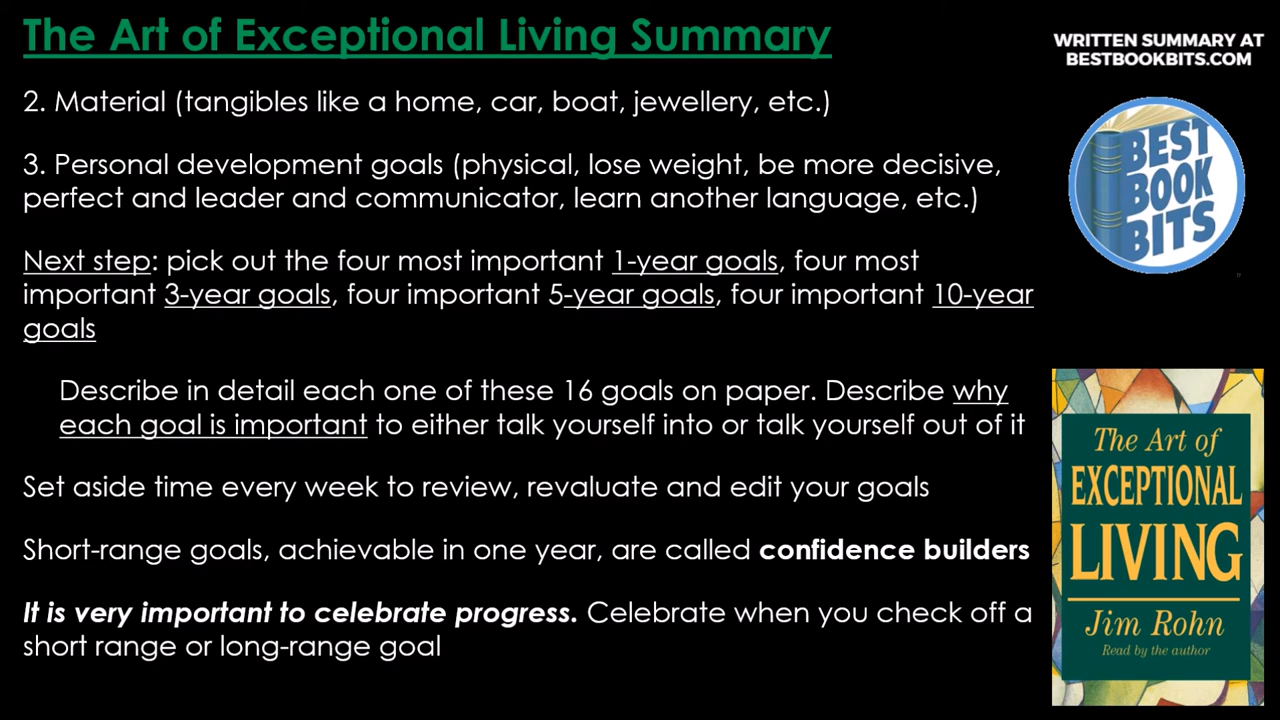 The Art of Exceptional Living Summary
WRITTEN SUMMARY AT
BESTBOOKBITS.COM
2. Material (tangibles like a home, car, boat, jewellery, etc.)
3. Personal development goals (physical, lose weight, be more decisive,
perfect and leader and communicator, learn another language, etc.)
BEST
BOOK
BITS
Next step: pick out the four most important 1-year goals, four most
important 3-year goals, four important 5-year goals, four important 10-year
goals
Describe in detail each one of these 16 goals on paper. Describe why
each goal is important to either talk yourself into or talk yourself out of it
Set aside time every week to review, revaluate and edit your goals
Short-range goals, achievable in one year, are called confidence builders
It is very important to celebrate progress. Celebrate when you check off a
short range or long-range goal
The Art of
EXCEPTIONAL
LIVING
Jim Rohn
Read by the author